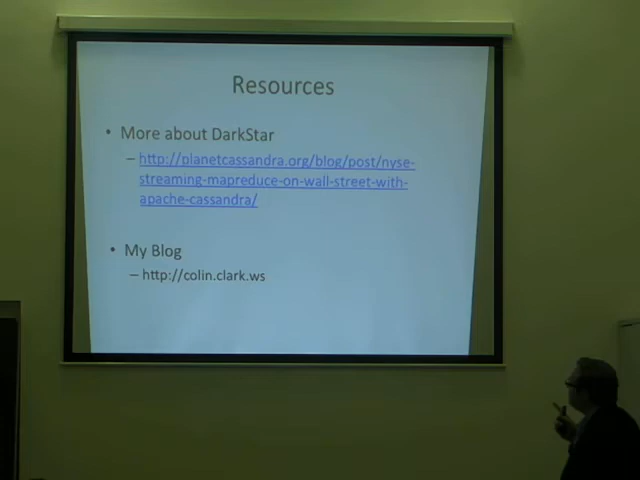 Resources
• More about DarkStar
– http://planetcassandra.org/blog/post/nyse-
streaming-mapreduce-on-wall-street-with-
apache-cassandra/
• My Blog
– http://colin.clark.ws